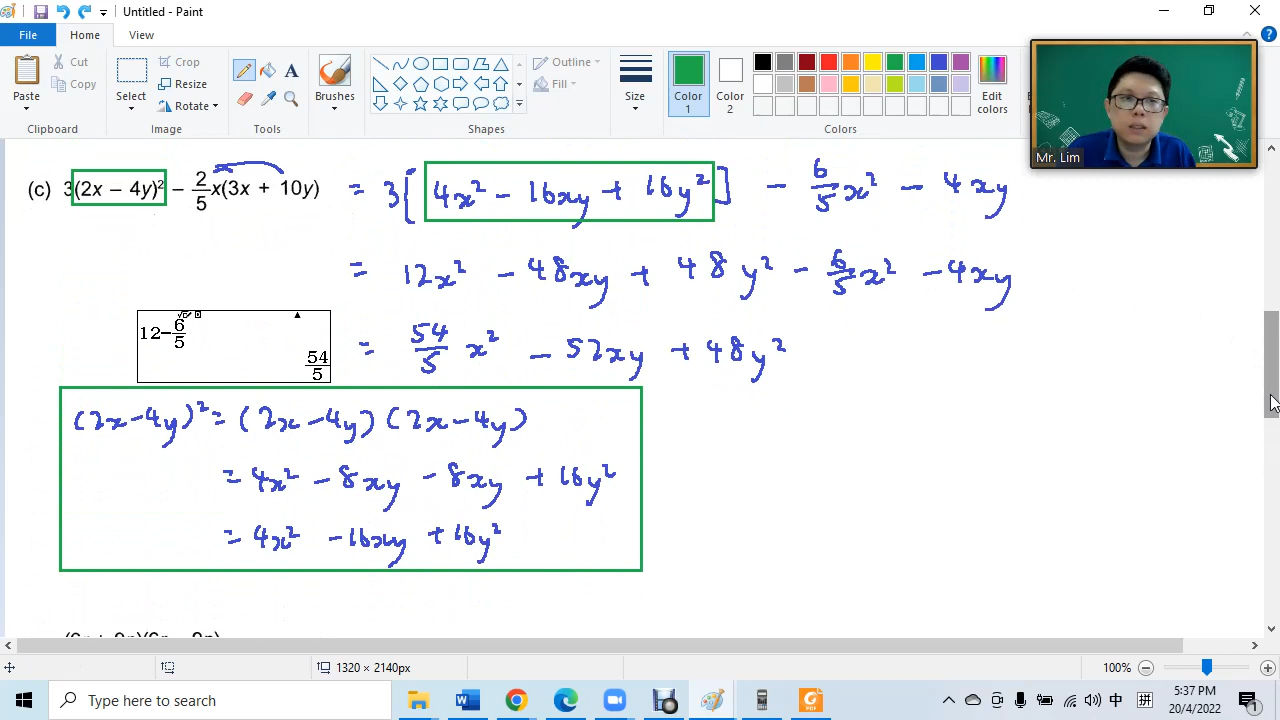 Untitled - Paint
File Home View
Paste Cut Copy Clipboard
Select Crop Resize Rotate Image
Tools
Brushes
Outline Fill Shapes
Size
Color 1 Color 2 Edit colors Colors
Mr. Lim
(c) 3(2x – 4y)² – 2/5 x(3x + 10y) = 3[4x² - 16xy + 16y²] - 6/5 x² - 4xy
= 12x² - 48xy + 48y² - 6/5 x² - 4xy
12-6/5
54/5
= 54/5 x² - 52xy + 48y²
(2x-4y)² = (2x-4y)(2x-4y)
= 4x² - 8xy - 8xy + 16y²
= 4x² - 16xy + 16y²
1320 × 2140px 100%
Type here to search
中 拼 5:37 PM
20/4/2022